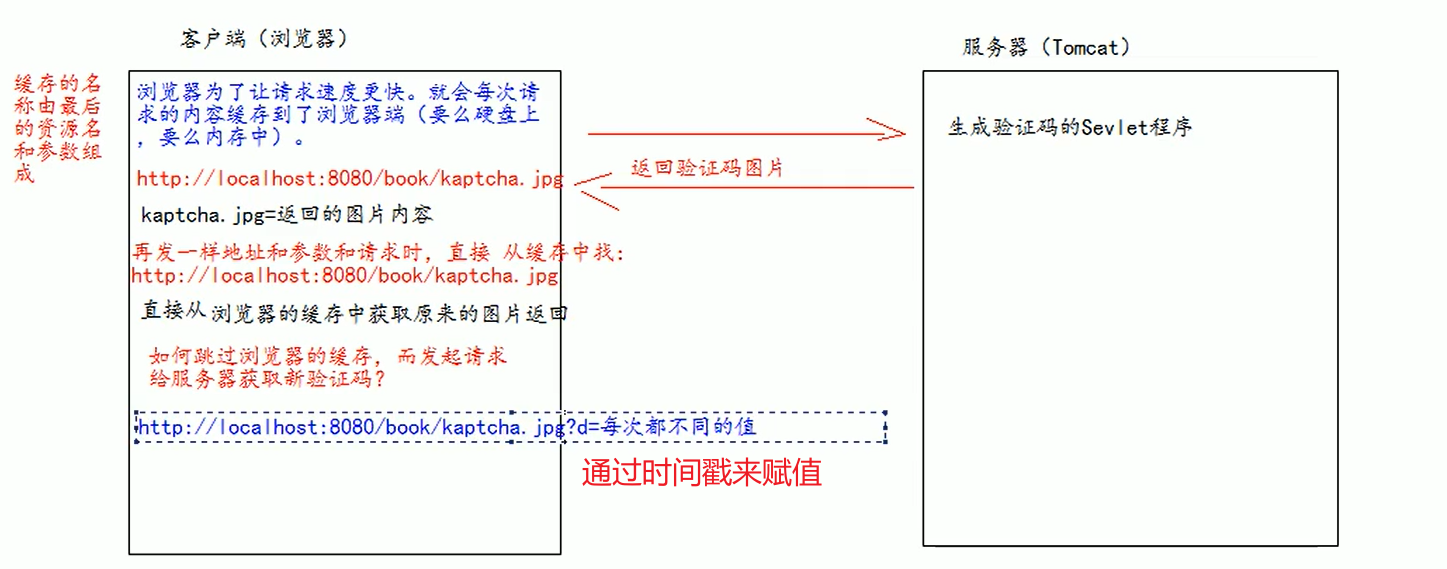 客户端（浏览器）
服务器（Tomcat）
缓存的名
称由最后
的资源名
和参数组
成
浏览器为了让请求速度更快。就会每次请
求的内容缓存到了浏览器端（要么硬盘上
，要么内存中）。
http://localhost:8080/book/kaptcha.jpg
kaptcha.jpg=返回的图片内容
再发一样地址和参数和请求时，直接 从缓存中找：
http://localhost:8080/book/kaptcha.jpg
直接从 浏览器的缓存中获取原来的图片返回
如何跳过浏览器的缓存，而发起请求
给服务器获取新验证码？
http://localhost:8080/book/kaptcha.jpg?d=每次都不同的值
通过时间戳来赋值
返回验证码图片
生成验证码的Sevlet程序